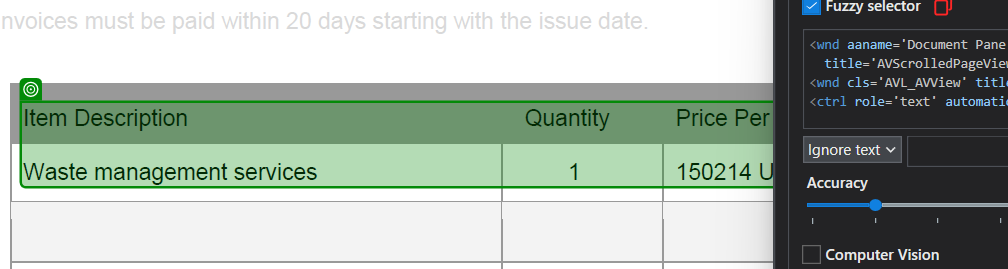 nvoices must be paid within 20 days starting with the issue date.
Item Description Quantity Price Per
Waste management services 1 150214 U
Fuzzy selector
<wnd aaname='Document Pane
title='AVScrolledPageView
<wnd cls='AVL_AVView' titl
<ctrl role='text' automatic
Ignore text
Accuracy
Computer Vision